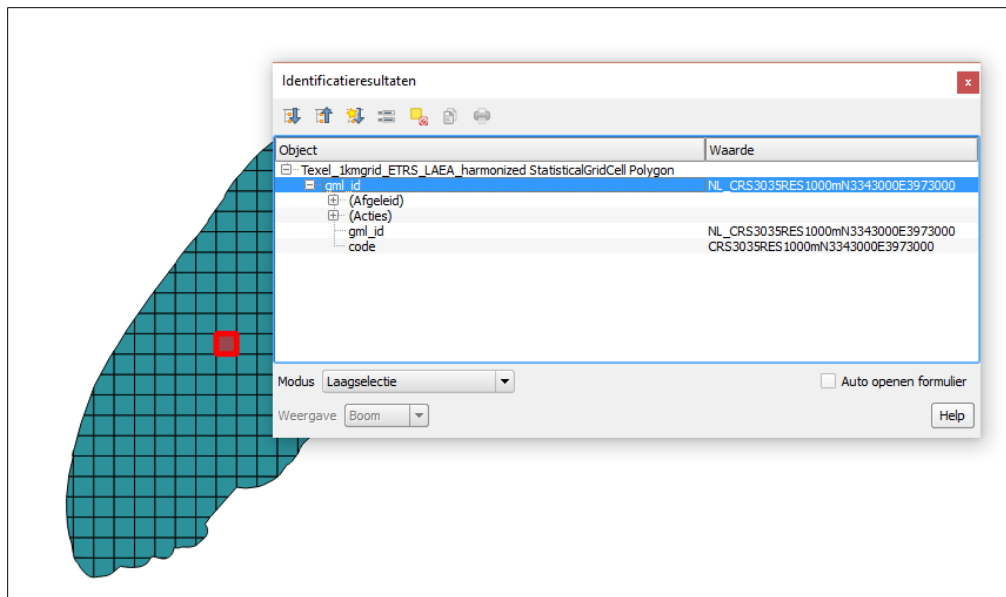 Identificatieresultaten
x
Object Waarde
Texel_1kmgrid_ETRS_LAEA_harmonized StatisticalGridCell Polygon
gml_id NL_CRS3035RES1000mN3343000E3973000
(Afgeleid)
(Acties)
gml_id NL_CRS3035RES1000mN3343000E3973000
code CRS3035RES1000mN3343000E3973000
Modus Laagselectie Auto openen formulier
Weergave Boom Help